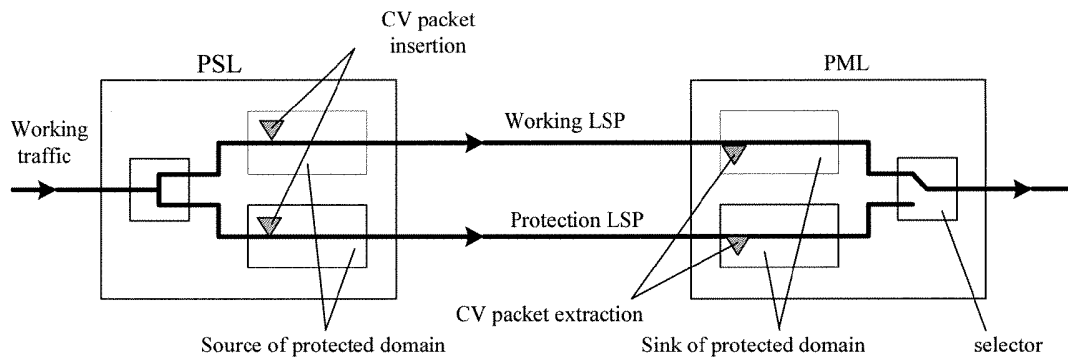 CV packet
insertion
PSL
PML
Working
traffic
Working LSP
Protection LSP
CV packet extraction
Source of protected domain
Sink of protected domain
selector